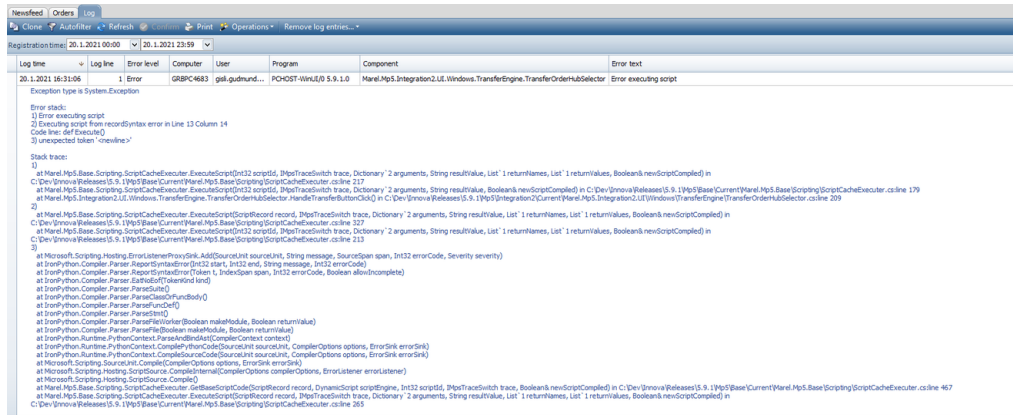 Newsfeed Orders Log
Clone Autofilter Refresh Confirm Print Operations Remove log entries...
Registration time: 20.1.2021 00:00 20.1.2021 23:59
Log time Log line Error level Computer User Program Component Error text
20.1.2021 16:31:06 1 Error GRBPC4683 gisli.gudmund... PCHOST-WinUI/0 5.9.1.0 Marel.Mp5.Integration2.UI.Windows.TransferEngine.TransferOrderHubSelector Error executing script
Exception type is System.Exception
Error stack:
1) Error executing script
2) Executing script from recordSyntax error in Line 13 Column 14
Code line: def Execute()
3) unexpected token '<newline>'
Stack trace:
1)
at Marel.Mp5.Base.Scripting.ScriptCacheExecuter.ExecuteScript(Int32 scriptId, IMpsTraceSwitch trace, Dictionary`2 arguments, String resultValue, List`1 returnNames, List`1 returnValues, Boolean& newScriptCompiled) in
C:\Dev\Innova\Releases\5.9.1\Mp5\Base\Current\Marel.Mp5.Base\Scripting\ScriptCacheExecuter.cs:line 217
at Marel.Mp5.Base.Scripting.ScriptCacheExecuter.ExecuteScript(Int32 scriptId, IMpsTraceSwitch trace, Dictionary`2 arguments, String resultValue, Boolean& newScriptCompiled) in C:\Dev\Innova\Releases\5.9.1\Mp5\Base\Current\Marel.Mp5.Base\Scripting\ScriptCacheExecuter.cs:line 179
at Marel.Mp5.Integration2.UI.Windows.TransferEngine.TransferOrderHubSelector.HandleTransferButtonClick() in C:\Dev\Innova\Releases\5.9.1\Mp5\Integration2\Current\Marel.Mp5.Integration2.UI\Windows\TransferEngine\TransferOrderHubSelector.cs:line 209
2)
at Marel.Mp5.Base.Scripting.ScriptCacheExecuter.ExecuteScript(ScriptRecord record, IMpsTraceSwitch trace, Dictionary`2 arguments, String resultValue, List`1 returnNames, List`1 returnValues, Boolean& newScriptCompiled) in
C:\Dev\Innova\Releases\5.9.1\Mp5\Base\Current\Marel.Mp5.Base\Scripting\ScriptCacheExecuter.cs:line 327
at Marel.Mp5.Base.Scripting.ScriptCacheExecuter.ExecuteScript(Int32 scriptId, IMpsTraceSwitch trace, Dictionary`2 arguments, String resultValue, List`1 returnNames, List`1 returnValues, Boolean& newScriptCompiled) in
C:\Dev\Innova\Releases\5.9.1\Mp5\Base\Current\Marel.Mp5.Base\Scripting\ScriptCacheExecuter.cs:line 213
3)
at Microsoft.Scripting.Hosting.ErrorListenerProxySink.Add(SourceUnit sourceUnit, String message, SourceSpan span, Int32 errorCode, Severity severity)
at IronPython.Compiler.Parser.ReportSyntaxError(Int32 start, Int32 end, String message, Int32 errorCode)
at IronPython.Compiler.Parser.ReportSyntaxError(Token t, IndexSpan span, Int32 errorCode, Boolean allowIncomplete)
at IronPython.Compiler.Parser.EatNoEof(TokenKind kind)
at IronPython.Compiler.Parser.ParseSuite()
at IronPython.Compiler.Parser.ParseClassOrFuncBody()
at IronPython.Compiler.Parser.ParseFuncDef()
at IronPython.Compiler.Parser.ParseStmt()
at IronPython.Compiler.Parser.ParseFileWorker(Boolean makeModule, Boolean returnValue)
at IronPython.Compiler.Parser.ParseFile(Boolean makeModule, Boolean returnValue)
at IronPython.Runtime.PythonContext.ParseAndBindAst(CompilerContext context)
at IronPython.Runtime.PythonContext.CompilePythonCode(SourceUnit sourceUnit, CompilerOptions options, ErrorSink errorSink)
at IronPython.Runtime.PythonContext.CompileSourceCode(SourceUnit sourceUnit, CompilerOptions options, ErrorSink errorSink)
at Microsoft.Scripting.SourceUnit.Compile(CompilerOptions options, ErrorSink errorSink)
at Microsoft.Scripting.Hosting.ScriptSource.CompileInternal(CompilerOptions compilerOptions, ErrorListener errorListener)
at Microsoft.Scripting.Hosting.ScriptSource.Compile()
at Marel.Mp5.Base.Scripting.ScriptCacheExecuter.GetBaseScriptCode(ScriptRecord record, DynamicScript scriptEngine, Int32 scriptId, IMpsTraceSwitch trace, Boolean& newScriptCompiled) in C:\Dev\Innova\Releases\5.9.1\Mp5\Base\Current\Marel.Mp5.Base\Scripting\ScriptCacheExecuter.cs:line 467
at Marel.Mp5.Base.Scripting.ScriptCacheExecuter.ExecuteScript(ScriptRecord record, IMpsTraceSwitch trace, Dictionary`2 arguments, String resultValue, List`1 returnNames, List`1 returnValues, Boolean& newScriptCompiled) in
C:\Dev\Innova\Releases\5.9.1\Mp5\Base\Current\Marel.Mp5.Base\Scripting\ScriptCacheExecuter.cs:line 265